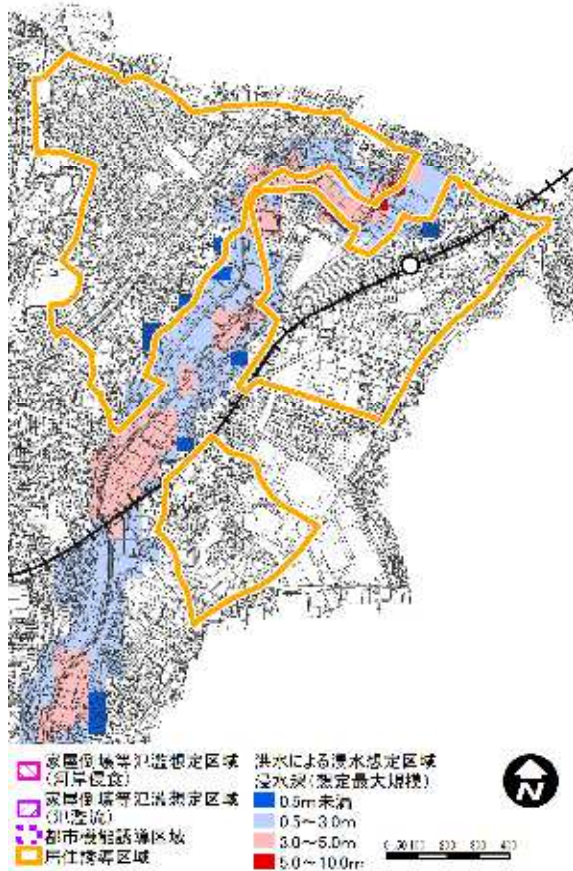 家屋倒壊等氾濫想定区域
(河岸侵食)
家屋倒壊等氾濫想定区域
(氾濫流)
都市機能誘導区域
居住誘導区域
洪水による浸水想定区域
浸水深(想定最大規模)
0.5m未満
0.5～3.0m
3.0～5.0m
5.0～10.0m
N